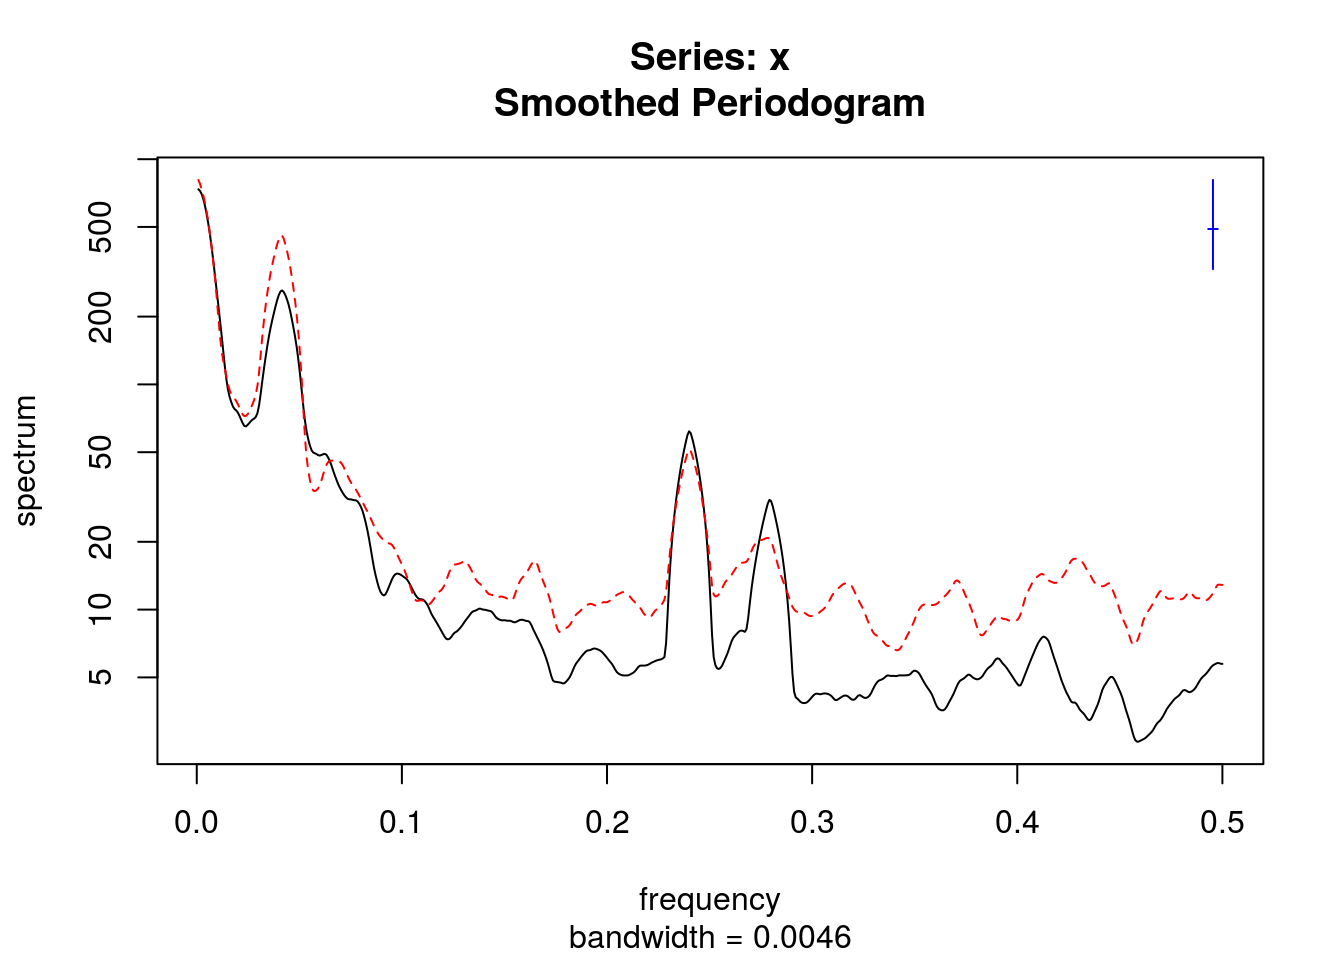 Series: x
Smoothed Periodogram
spectrum
500
200
50
20
10
5
0.0 0.1 0.2 0.3 0.4 0.5
frequency
bandwidth = 0.0046